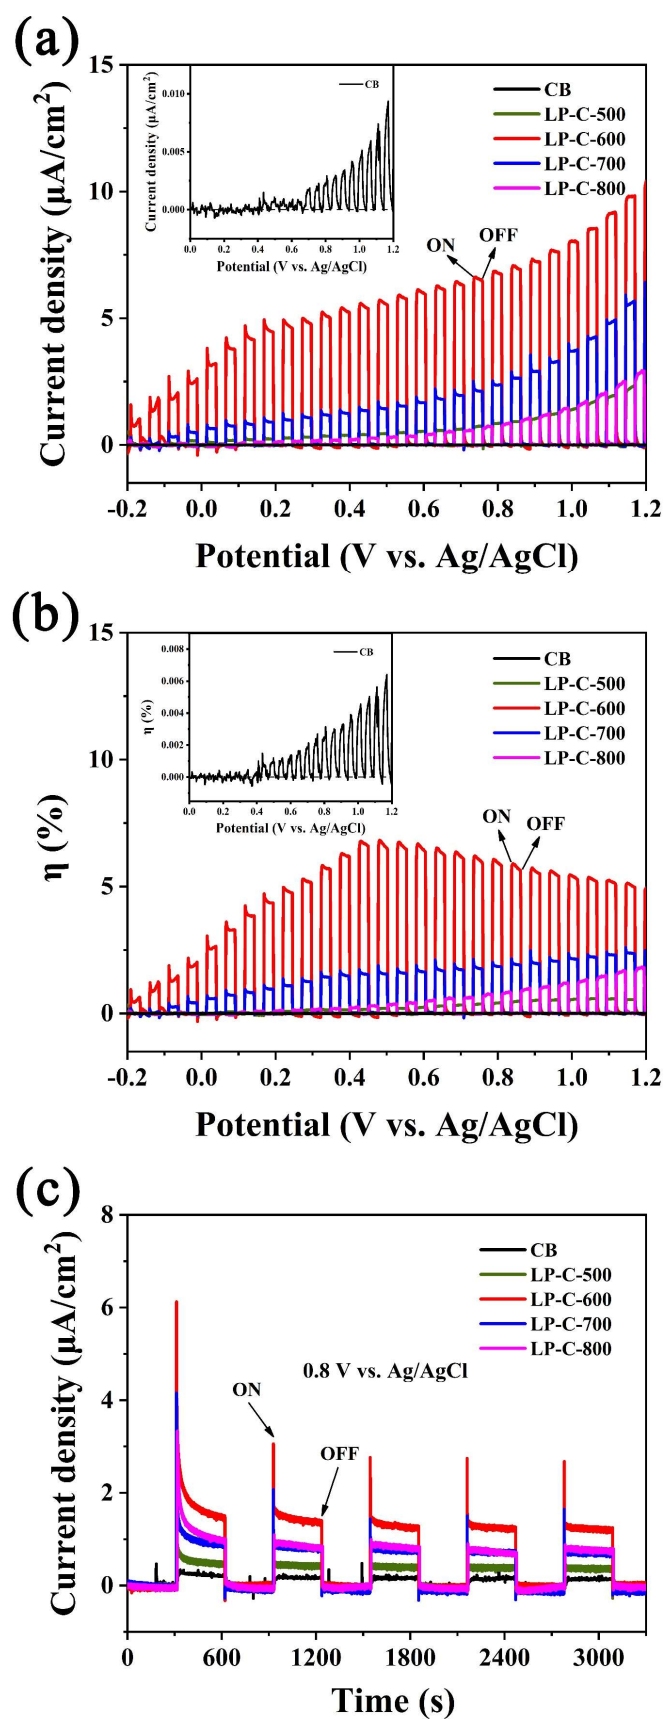 (a)
15
10
5
0
Current density (μA/cm²)
-0.2 0.0 0.2 0.4 0.6 0.8 1.0 1.2
Potential (V vs. Ag/AgCl)
CB
LP-C-500
LP-C-600
LP-C-700
LP-C-800
ON
OFF
0.010
0.005
0.000
Current density (μA/cm²)
CB
0.0 0.2 0.4 0.6 0.8 1.0 1.2
Potential (V vs. Ag/AgCl)
(b)
15
10
5
0
η (%)
-0.2 0.0 0.2 0.4 0.6 0.8 1.0 1.2
Potential (V vs. Ag/AgCl)
CB
LP-C-500
LP-C-600
LP-C-700
LP-C-800
ON
OFF
0.008
0.006
0.004
0.002
0.000
η (%)
CB
0.0 0.2 0.4 0.6 0.8 1.0 1.2
Potential (V vs. Ag/AgCl)
(c)
8
6
4
2
0
Current density (μA/cm²)
CB
LP-C-500
LP-C-600
LP-C-700
LP-C-800
0.8 V vs. Ag/AgCl
ON
OFF
0 600 1200 1800 2400 3000
Time (s)